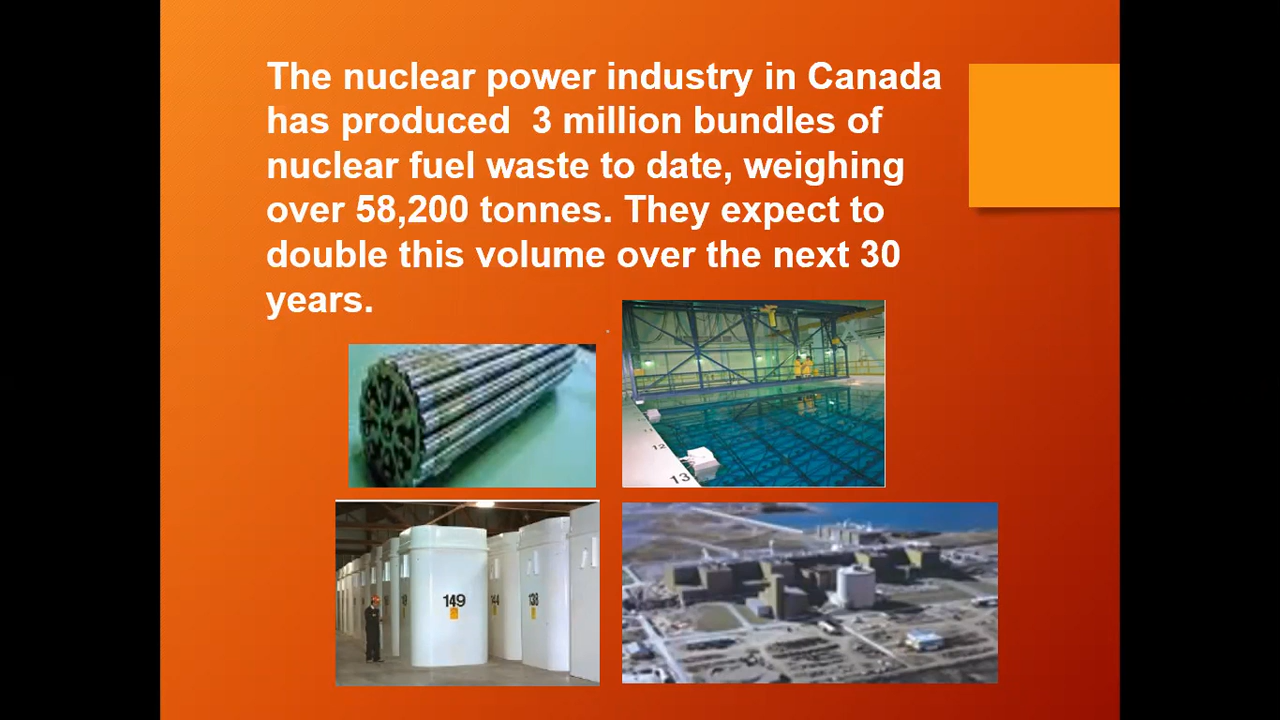 The nuclear power industry in Canada
has produced  3 million bundles of
nuclear fuel waste to date, weighing
over 58,200 tonnes. They expect to
double this volume over the next 30
years.
12
13
149
144
138